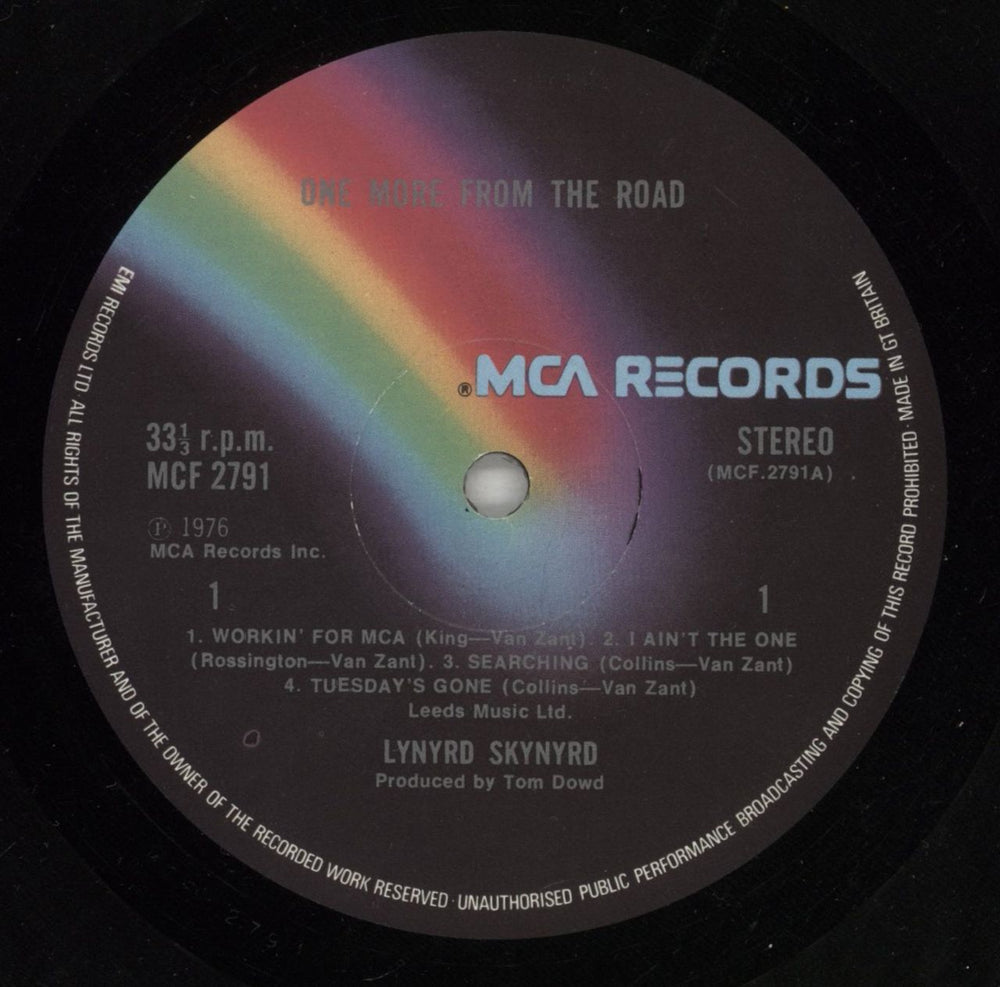 ONE MORE FROM THE ROAD
® MCA RECORDS
33⅓ r.p.m.
MCF 2791
STEREO
(MCF.2791A)
℗ 1976
MCA Records Inc.
1
1
1. WORKIN' FOR MCA (King—Van Zant). 2. I AIN'T THE ONE
(Rossington—Van Zant). 3. SEARCHING (Collins—Van Zant)
4. TUESDAY'S GONE (Collins—Van Zant)
Leeds Music Ltd.
LYNYRD SKYNYRD
Produced by Tom Dowd
EMI RECORDS LTD · ALL RIGHTS OF THE MANUFACTURER AND OF THE OWNER OF THE RECORDED WORK RESERVED · UNAUTHORISED PUBLIC PERFORMANCE BROADCASTING AND COPYING OF THIS RECORD PROHIBITED · MADE IN GT BRITAIN